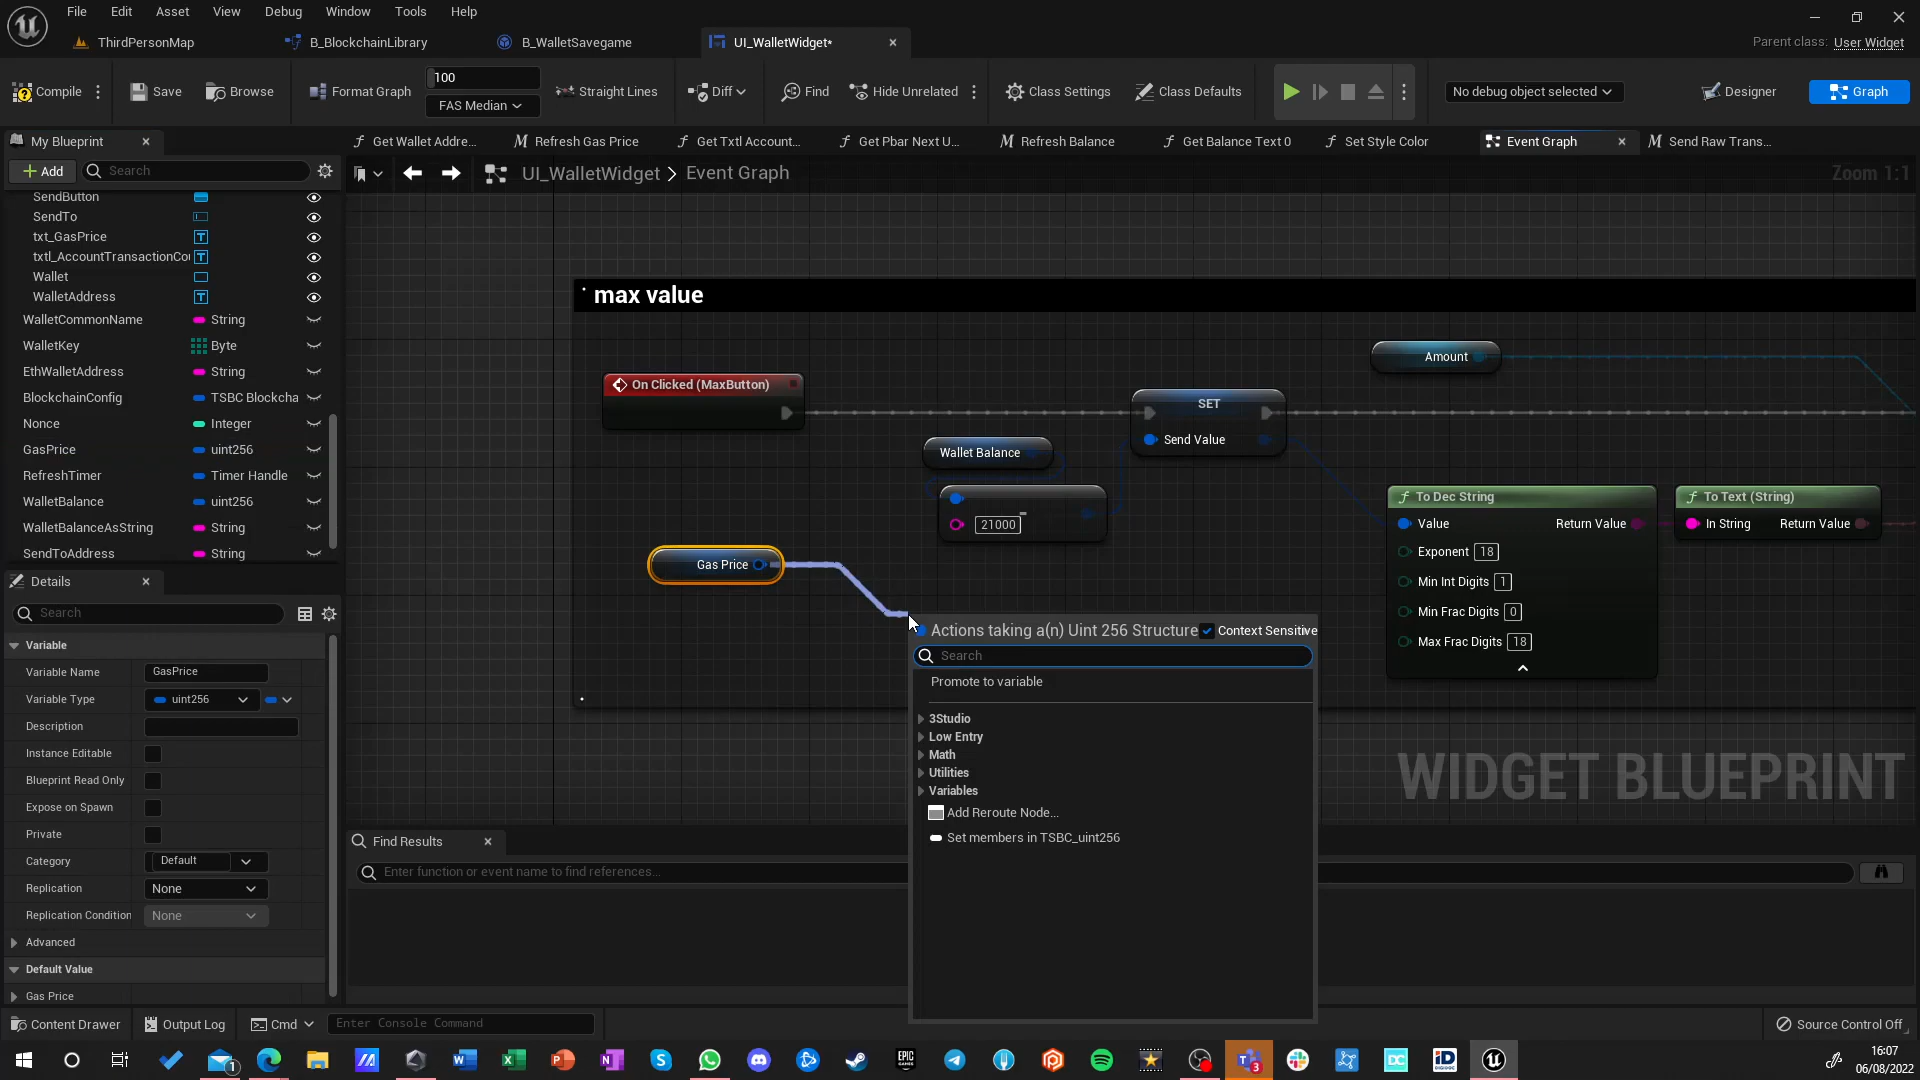 File Edit Asset View Debug Window Tools Help
ThirdPersonMap
B_BlockchainLibrary
B_WalletSavegame
UI_WalletWidget*
Parent class: User Widget
Compile
Save
Browse
Format Graph
100
FAS Median
Straight Lines
Diff
Find
Hide Unrelated
Class Settings
Class Defaults
No debug object selected
Designer
Graph
My Blueprint
Get Wallet Addre...
Refresh Gas Price
Get Txtl Account...
Get Pbar Next U...
Refresh Balance
Get Balance Text 0
Set Style Color
Event Graph
Send Raw Trans...
Add
Search
UI_WalletWidget > Event Graph
Zoom 1:1
SendButton
SendTo
txt_GasPrice
txtl_AccountTransactionCou
Wallet
WalletAddress
WalletCommonName String
WalletKey Byte
EthWalletAddress String
BlockchainConfig TSBC Blockcha
Nonce Integer
GasPrice uint256
RefreshTimer Timer Handle
WalletBalance uint256
WalletBalanceAsString String
SendToAddress String
max value
On Clicked (MaxButton)
Wallet Balance
21000
-
Gas Price
SET
Send Value
Amount
To Dec String
Value Return Value
Exponent 18
Min Int Digits 1
Min Frac Digits 0
Max Frac Digits 18
To Text (String)
In String Return Value
Actions taking a(n) Uint 256 Structure
Context Sensitive
Search
Promote to variable
3Studio
Low Entry
Math
Utilities
Variables
Add Reroute Node...
Set members in TSBC_uint256
WIDGET BLUEPRINT
Details
Search
Variable
Variable Name GasPrice
Variable Type uint256
Description
Instance Editable
Blueprint Read Only
Expose on Spawn
Private
Category Default
Replication None
Replication Condition None
Advanced
Default Value
Gas Price
Find Results
Enter function or event name to find references...
Content Drawer
Output Log
Cmd
Enter Console Command
Source Control Off
1
W
X
P
N
S
EPIC GAMES
T
3
DC
iD
16:07
06/08/2022